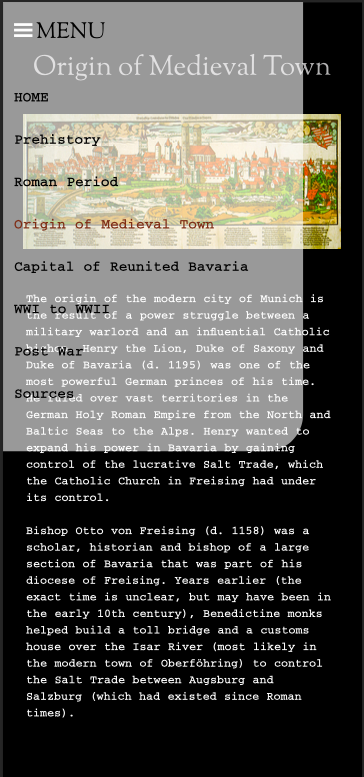 MENU
Origin of Medieval Town
HOME
Prehistory
Roman Period
Origin of Medieval Town
Capital of Reunited Bavaria
WWI to WWII
Post War
Sources
The origin of the modern city of Munich is
the result of a power struggle between a
military warlord and an influential Catholic
bishop. Henry the Lion, Duke of Saxony and
Duke of Bavaria (d. 1195) was one of the
most powerful German princes of his time.
He ruled over vast territories in the
German Holy Roman Empire from the North and
Baltic Seas to the Alps. Henry wanted to
expand his power in Bavaria by gaining
control of the lucrative Salt Trade, which
the Catholic Church in Freising had under
its control.
Bishop Otto von Freising (d. 1158) was a
scholar, historian and bishop of a large
section of Bavaria that was part of his
diocese of Freising. Years earlier (the
exact time is unclear, but may have been in
the early 10th century), Benedictine monks
helped build a toll bridge and a customs
house over the Isar River (most likely in
the modern town of Oberföhring) to control
the Salt Trade between Augsburg and
Salzburg (which had existed since Roman
times).